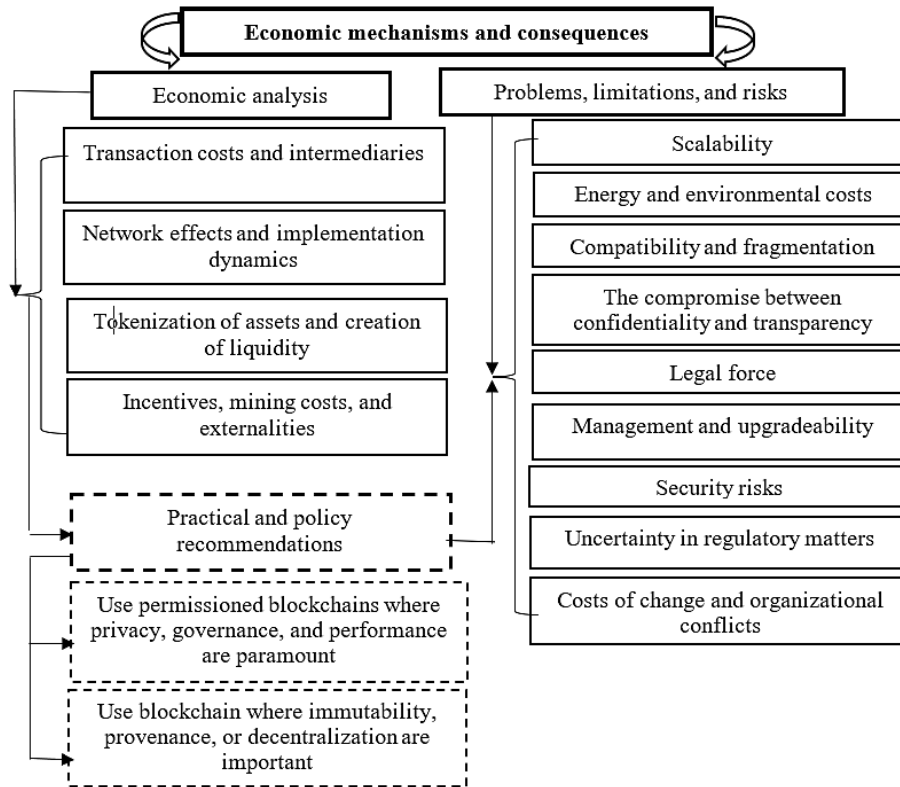 Economic mechanisms and consequences
Economic analysis
Transaction costs and intermediaries
Network effects and implementation
dynamics
Tokenization of assets and creation
of liquidity
Incentives, mining costs, and
externalities
Practical and policy
recommendations
Use permissioned blockchains where
privacy, governance, and performance
are paramount
Use blockchain where immutability,
provenance, or decentralization are
important
Problems, limitations, and risks
Scalability
Energy and environmental costs
Compatibility and fragmentation
The compromise between
confidentiality and transparency
Legal force
Management and upgradeability
Security risks
Uncertainty in regulatory matters
Costs of change and organizational
conflicts